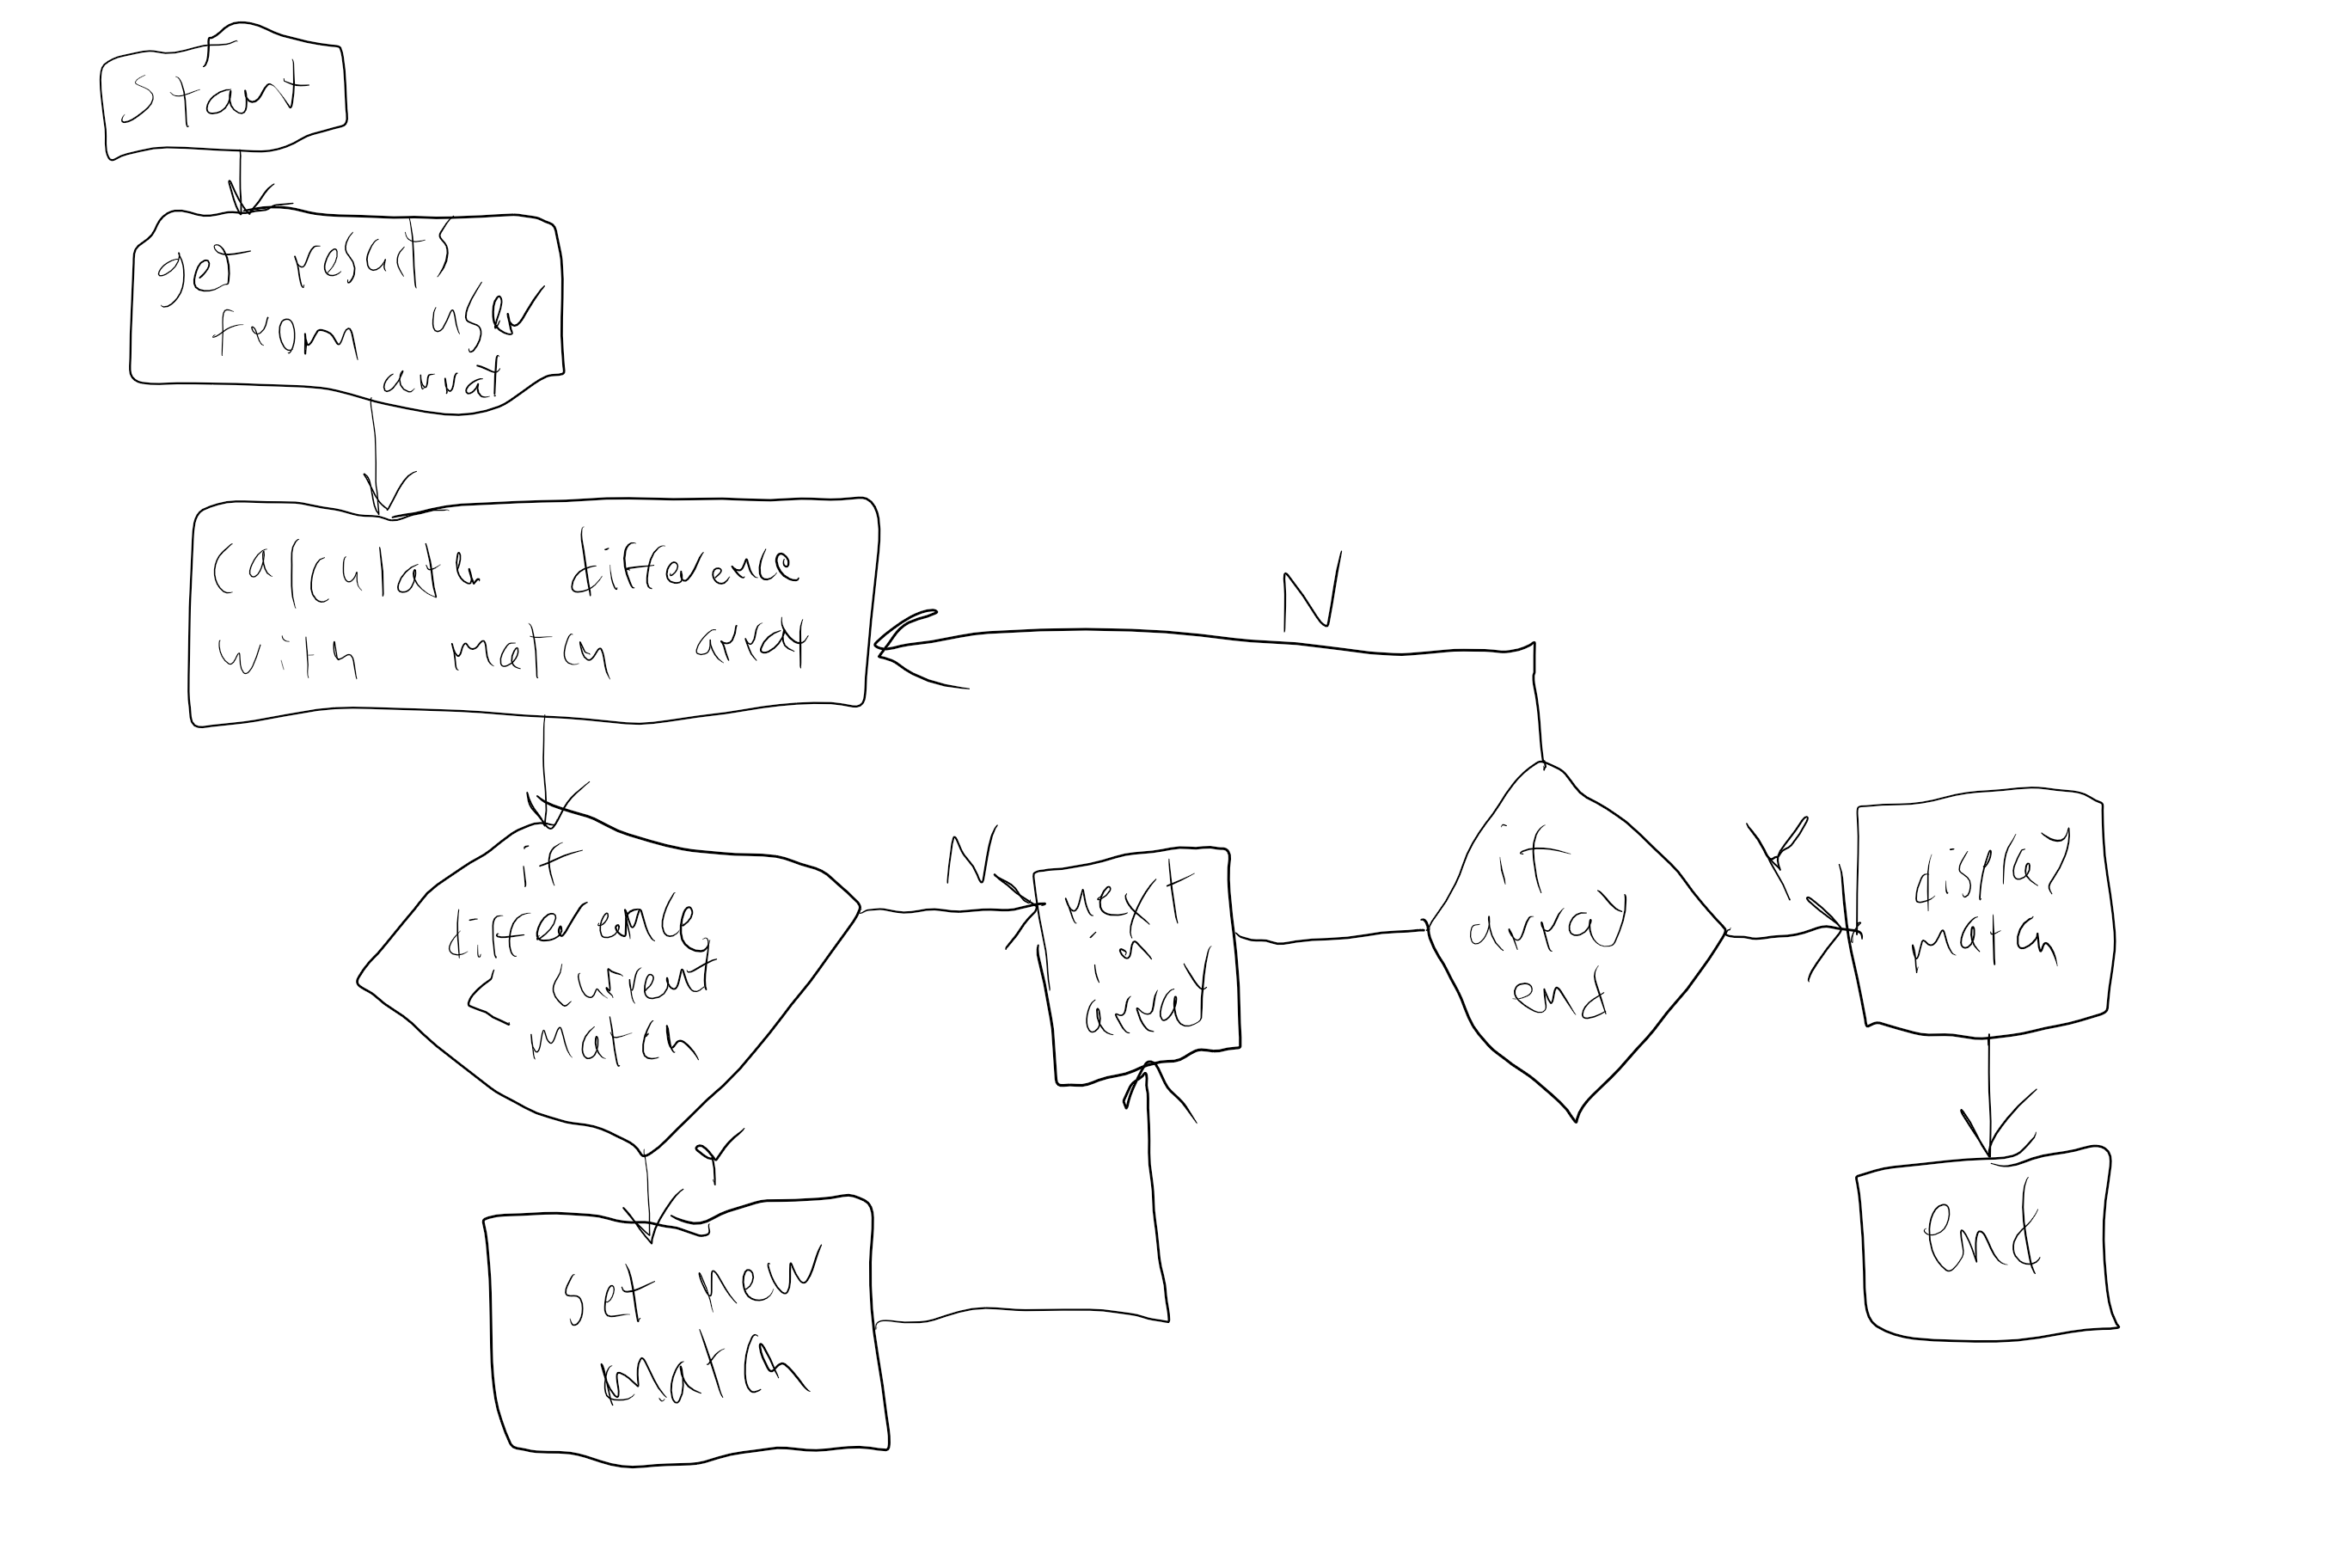 start
get results
from user
array
calculate difference
with match array
N
if
difference
< current
match
N
next
in
array
if
array
end
Y
display
match
Y
set new
match
end